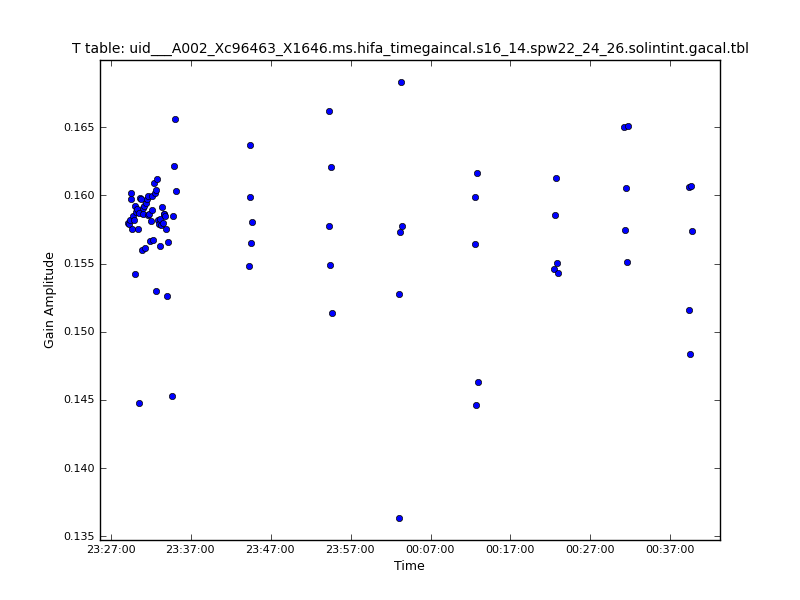 T table: uid___A002_Xc96463_X1646.ms.hifa_timegaincal.s16_14.spw22_24_26.solintint.gacal.tbl
Gain Amplitude
0.165
0.160
0.155
0.150
0.145
0.140
0.135
23:27:00 23:37:00 23:47:00 23:57:00 00:07:00 00:17:00 00:27:00 00:37:00
Time